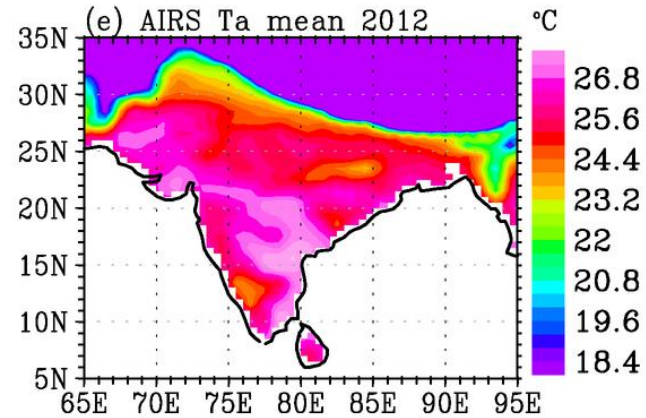 (e) AIRS Ta mean 2012 °C
35N
30N
25N
20N
15N
10N
5N
65E 70E 75E 80E 85E 90E 95E
26.8
25.6
24.4
23.2
22
20.8
19.6
18.4